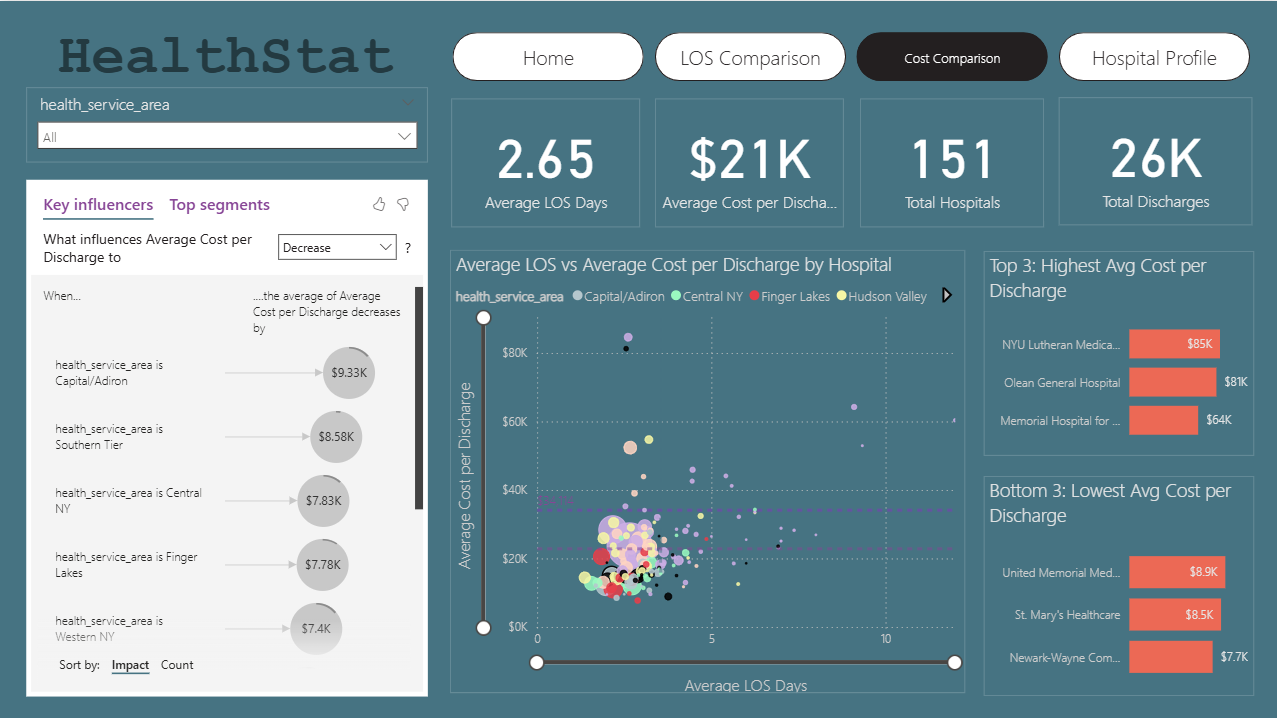 HealthStat
Home
LOS Comparison
Cost Comparison
Hospital Profile
health_service_area
All
2.65
Average LOS Days
$21K
Average Cost per Discha...
151
Total Hospitals
26K
Total Discharges
Key influencers
Top segments
What influences Average Cost per
Discharge to
Decrease
?
When...
....the average of Average
Cost per Discharge decreases
by
health_service_area is
Capital/Adiron
$9.33K
health_service_area is
Southern Tier
$8.58K
health_service_area is Central
NY
$7.83K
health_service_area is Finger
Lakes
$7.78K
health_service_area is
Western NY
$7.4K
Sort by:
Impact
Count
Average LOS vs Average Cost per Discharge by Hospital
health_service_area
Capital/Adiron
Central NY
Finger Lakes
Hudson Valley
Average Cost per Discharge
$80K
$60K
$40K
$20K
$0K
0
5
10
Average LOS Days
Top 3: Highest Avg Cost per
Discharge
NYU Lutheran Medica...
$85K
Olean General Hospital
$81K
Memorial Hospital for ...
$64K
Bottom 3: Lowest Avg Cost per
Discharge
United Memorial Med...
$8.9K
St. Mary's Healthcare
$8.5K
Newark-Wayne Com...
$7.7K